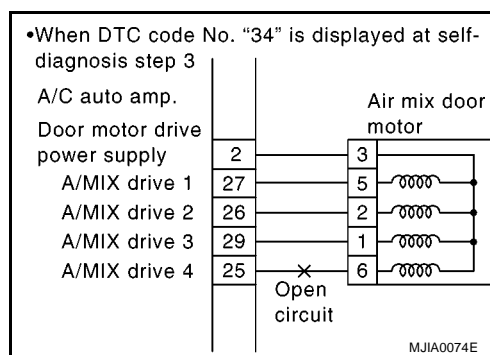 •When DTC code No. “34” is displayed at self-
diagnosis step 3
A/C auto amp.
Air mix door
motor
Door motor drive
power supply 2 3
A/MIX drive 1 27 5
A/MIX drive 2 26 2
A/MIX drive 3 29 1
A/MIX drive 4 25 6
Open
circuit
MJIA0074E